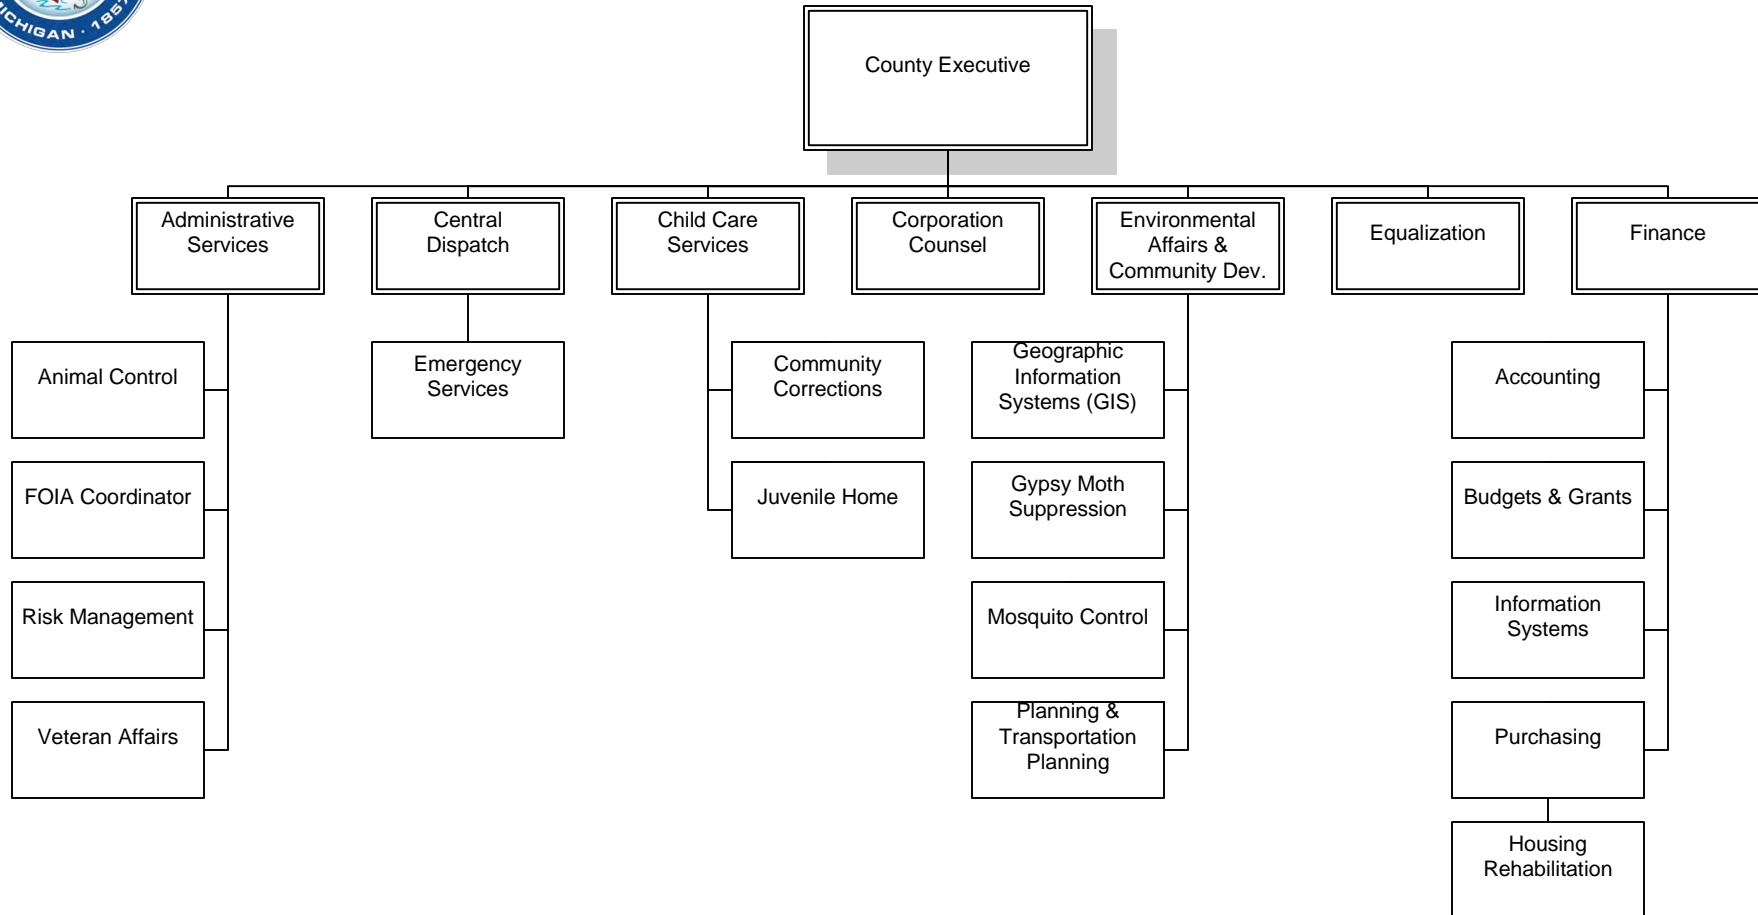 MICHIGAN · 1857
County Executive
Administrative
Services
Central
Dispatch
Child Care
Services
Corporation
Counsel
Environmental
Affairs &
Community Dev.
Equalization
Finance
Animal Control
Emergency
Services
Community
Corrections
Geographic
Information
Systems (GIS)
Accounting
FOIA Coordinator
Juvenile Home
Gypsy Moth
Suppression
Budgets & Grants
Risk Management
Mosquito Control
Information
Systems
Veteran Affairs
Planning &
Transportation
Planning
Purchasing
Housing
Rehabilitation